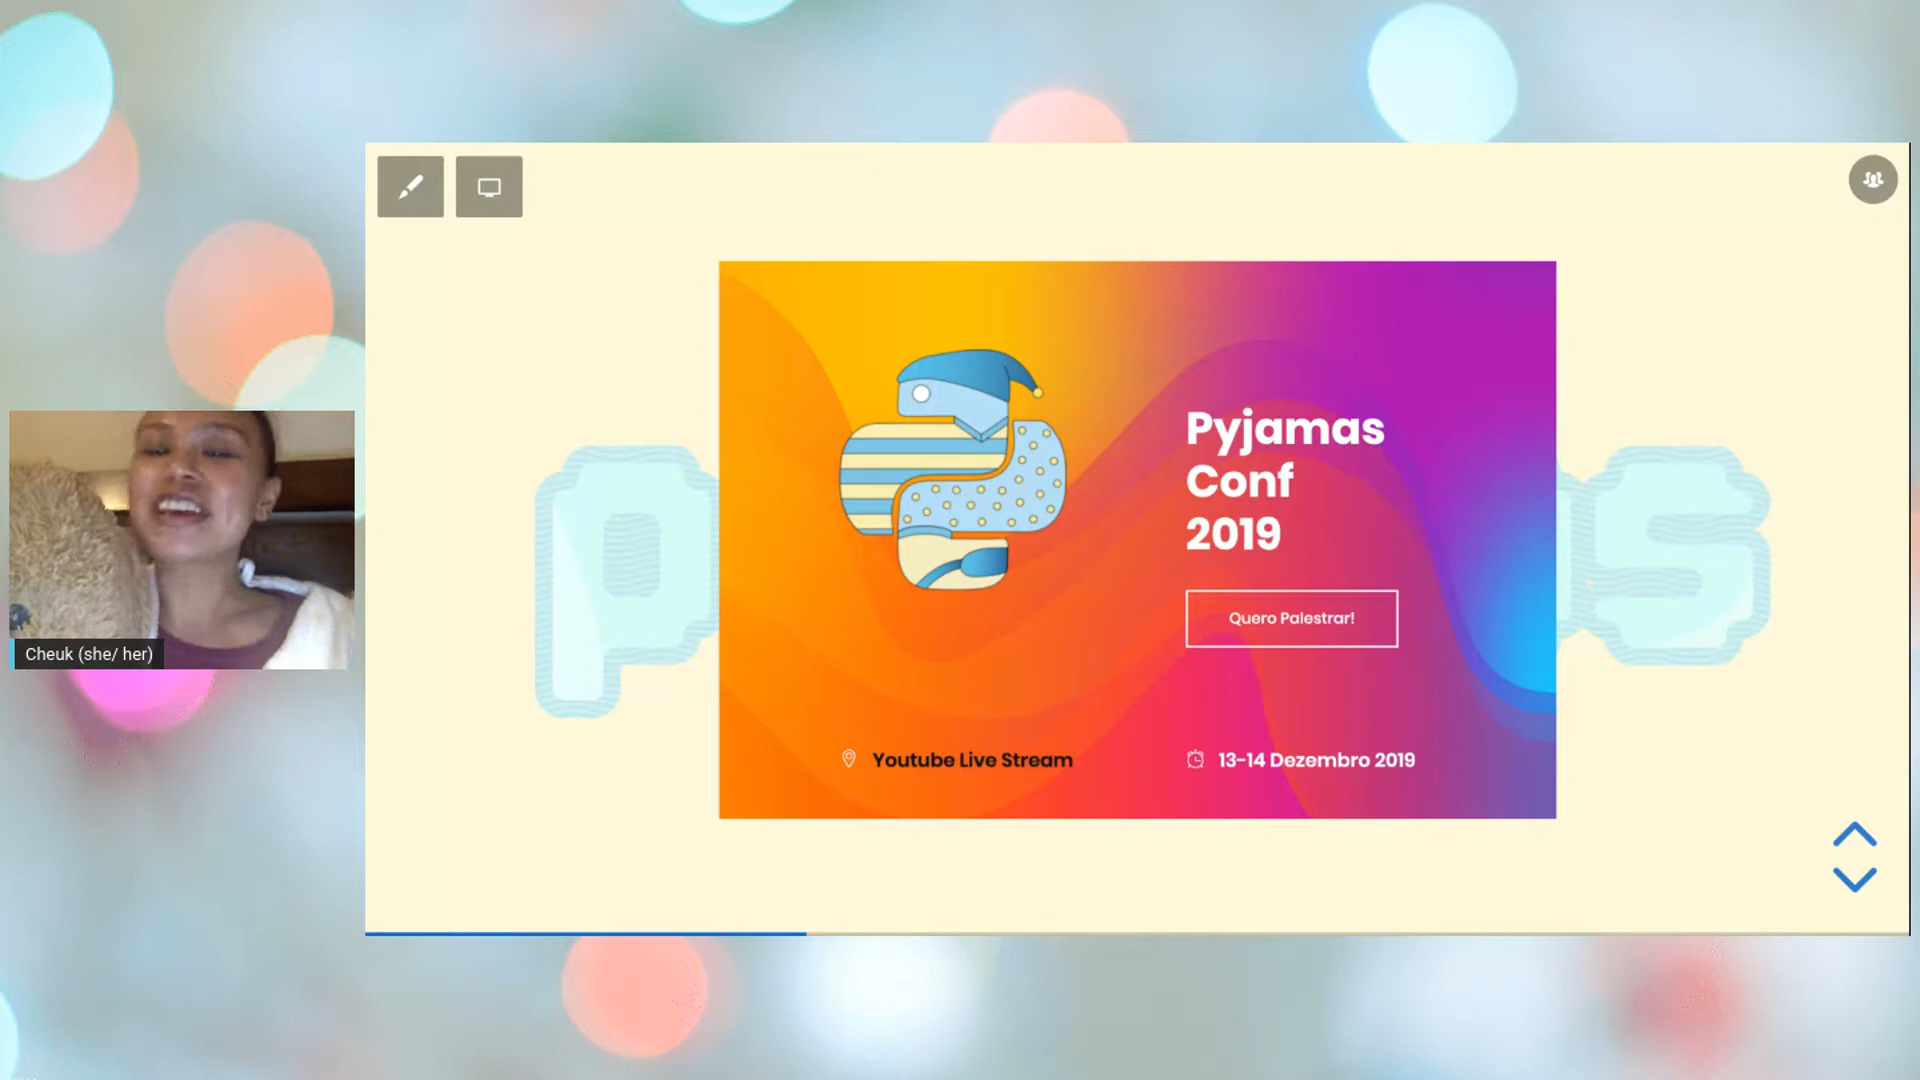 Pyjamas
Conf
2019
Quero Palestrar!
Youtube Live Stream
13-14 Dezembro 2019
Cheuk (she/ her)